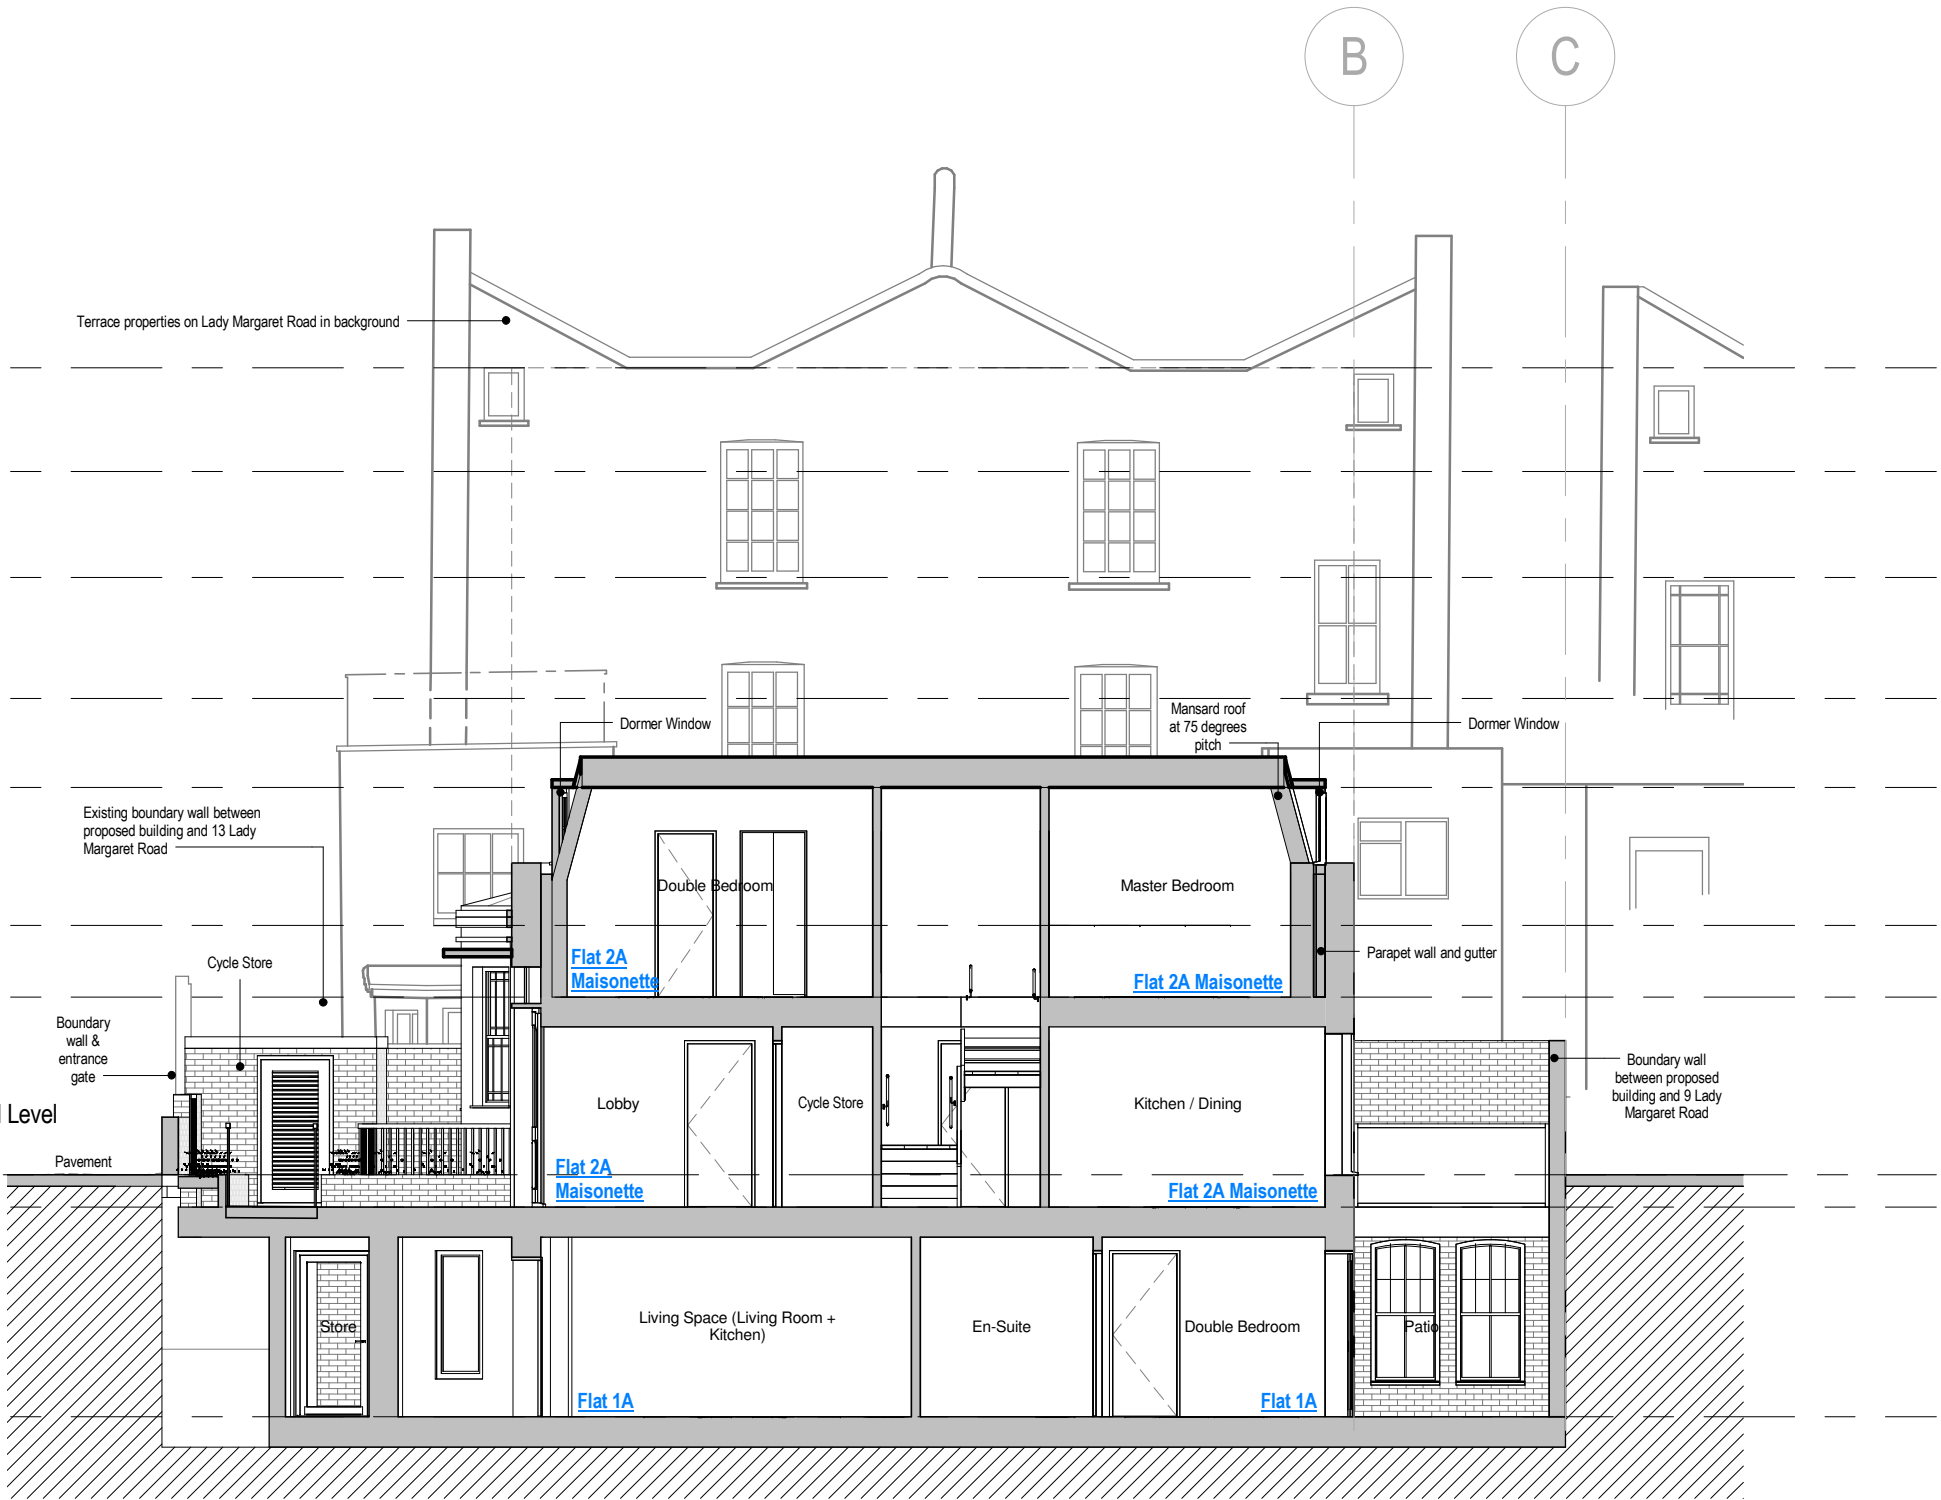 B
C
Terrace properties on Lady Margaret Road in background
Dormer Window
Mansard roof
at 75 degrees
pitch
Dormer Window
Existing boundary wall between
proposed building and 13 Lady
Margaret Road
Double Bedroom
Master Bedroom
Flat 2A
Maisonette
Flat 2A Maisonette
Parapet wall and gutter
Cycle Store
Boundary
wall &
entrance
gate
Level
Pavement
Lobby
Cycle Store
Kitchen / Dining
Boundary wall
between proposed
building and 9 Lady
Margaret Road
Flat 2A
Maisonette
Flat 2A Maisonette
Store
Living Space (Living Room +
Kitchen)
En-Suite
Double Bedroom
Patio
Flat 1A
Flat 1A